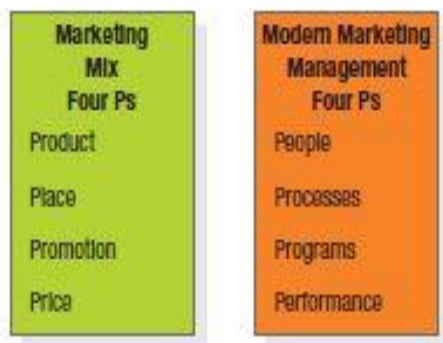 Marketing
Mix
Four Ps
Product
Place
Promotion
Price
Modern Marketing
Management
Four Ps
People
Processes
Programs
Performance